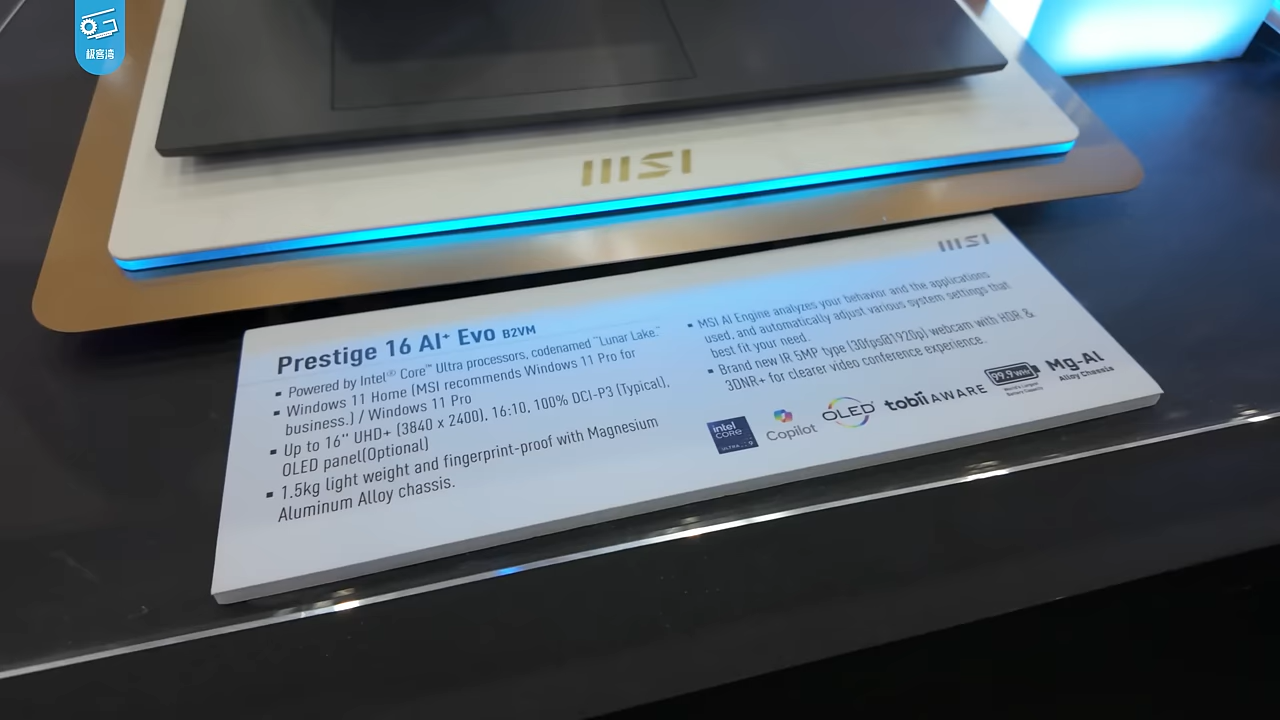 极客湾
msi
msi
Prestige 16 AI+ Evo B2VM
▪ Powered by Intel® Core™ Ultra processors, codenamed "Lunar Lake."
▪ Windows 11 Home (MSI recommends Windows 11 Pro for
business.) / Windows 11 Pro
▪ Up to 16" UHD+ (3840 x 2400), 16:10, 100% DCI-P3 (Typical),
OLED panel(Optional)
▪ 1.5kg light weight and fingerprint-proof with Magnesium
Aluminum Alloy chassis.
▪ MSI AI Engine analyzes your behavior and the applications
used, and automatically adjust various system settings that
best fit your need.
▪ Brand new IR 5MP type (30fps@1920p) webcam with HDR &
3DNR+ for clearer video conference experience.
intel
CORE
ULTRA 9
Copilot
OLED
tobii AWARE
99.9 WHr
Mg-Al
Alloy Chassis